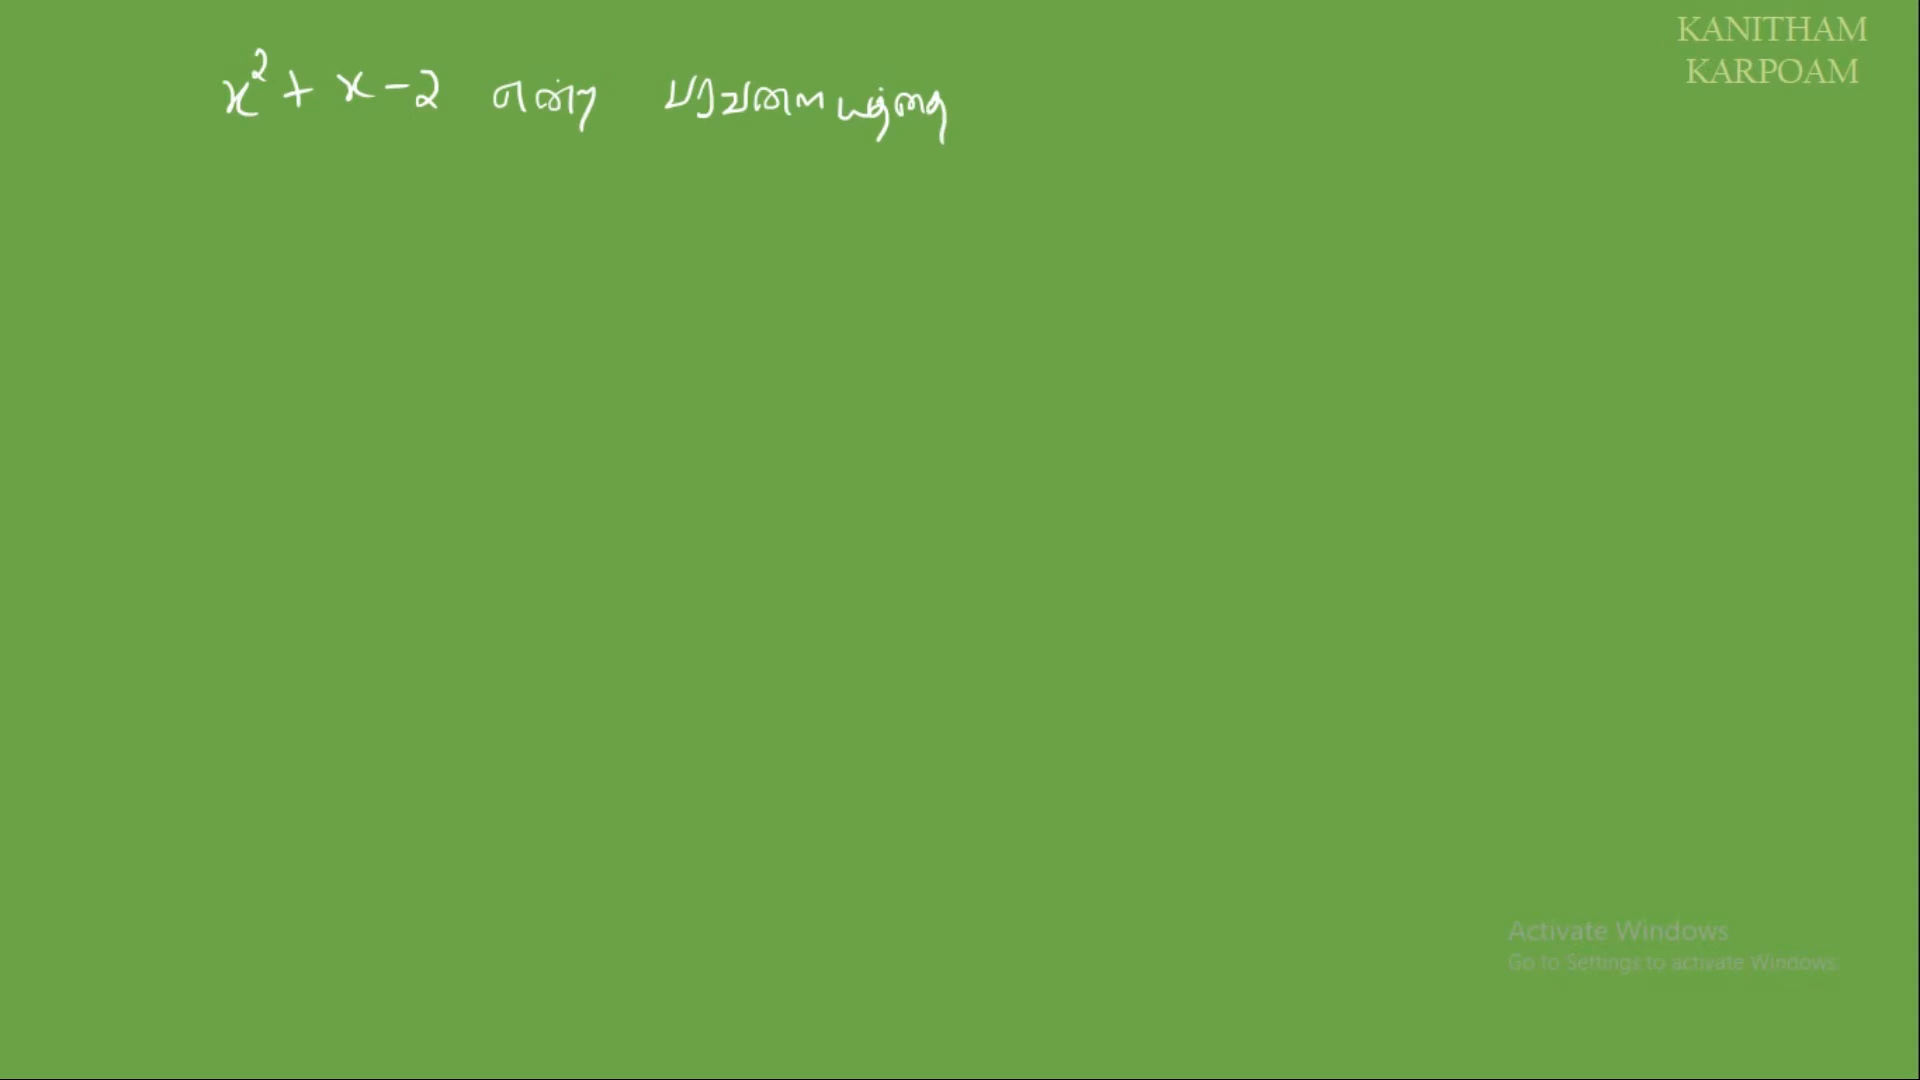 KANITHAM
KARPOAM
x² + x - 2 என்ற பரவளையத்தை
Activate Windows
Go to Settings to activate Windows